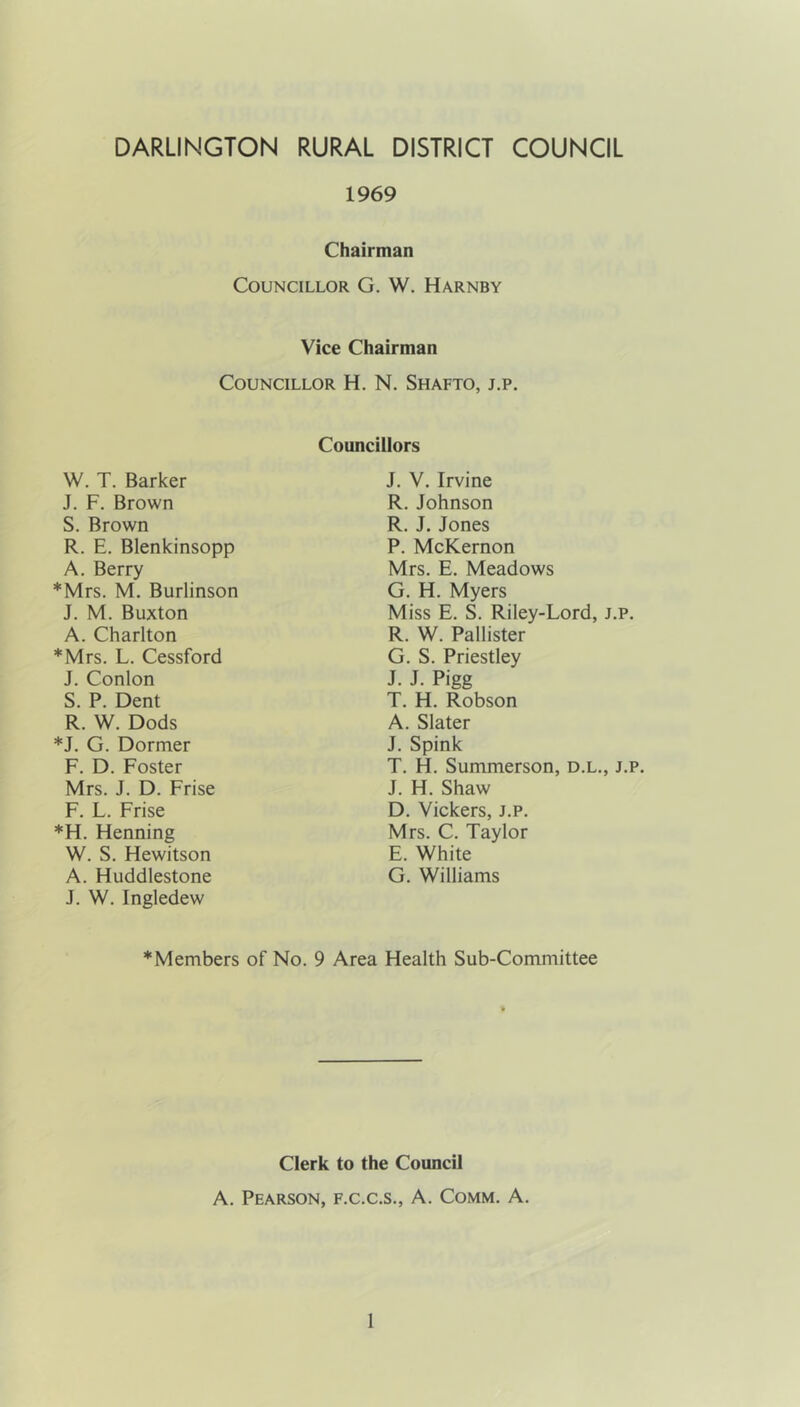 DARLINGTON RURAL DISTRICT COUNCIL
1969
Chairman
COUNCILLOR G. W. HARNBY
Vice Chairman
COUNCILLOR H. N. SHAFTO, J.P.
Councillors
W. T. Barker
J. F. Brown
S. Brown
R. E. Blenkinsopp
A. Berry
*Mrs. M. Burlinson
J. M. Buxton
A. Charlton
*Mrs. L. Cessford
J. Conlon
S. P. Dent
R. W. Dods
*J. G. Dormer
F. D. Foster
Mrs. J. D. Frise
F. L. Frise
*H. Henning
W. S. Hewitson
A. Huddlestone
J. W. Ingledew
J. V. Irvine
R. Johnson
R. J. Jones
P. McKernon
Mrs. E. Meadows
G. H. Myers
Miss E. S. Riley-Lord, J.P.
R. W. Pallister
G. S. Priestley
J. J. Pigg
T. H. Robson
A. Slater
J. Spink
T. H. Summerson, D.L., J.P.
J. H. Shaw
D. Vickers, J.P.
Mrs. C. Taylor
E. White
G. Williams
*Members of No. 9 Area Health Sub-Committee
Clerk to the Council
A. PEARSON, F.C.C.S., A. COMM. A.
1